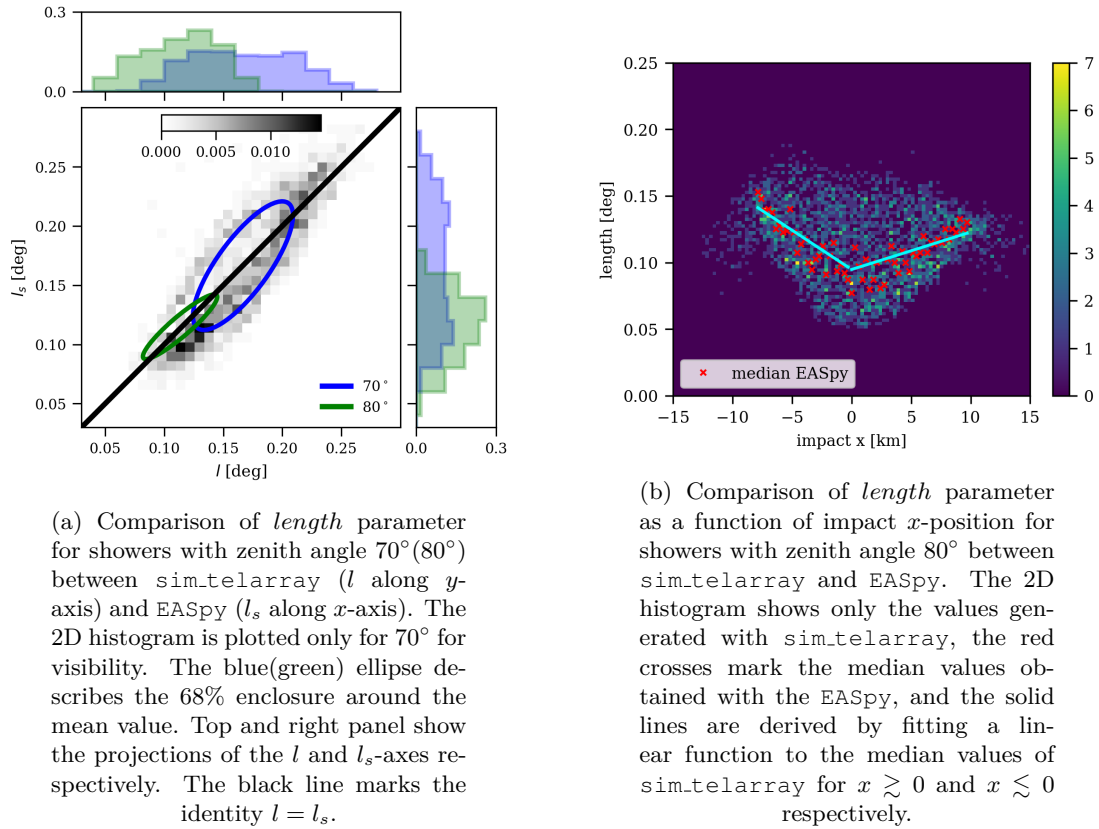 0.3
0.0
0.000 0.005 0.010
0.25
0.20
0.15
0.10
0.05
l_s [deg]
70°
80°
0.05 0.10 0.15 0.20 0.25
l [deg]
0.0 0.3
(a) Comparison of length parameter
for showers with zenith angle 70°(80°)
between sim_telarray (l along y-
axis) and EASpy (l_s along x-axis). The
2D histogram is plotted only for 70° for
visibility. The blue(green) ellipse de-
scribes the 68% enclosure around the
mean value. Top and right panel show
the projections of the l and l_s-axes re-
spectively. The black line marks the
identity l = l_s.
0.25
0.20
0.15
0.10
0.05
0.00
length [deg]
median EASpy
−15 −10 −5 0 5 10 15
impact x [km]
7
6
5
4
3
2
1
0
(b) Comparison of length parameter
as a function of impact x-position for
showers with zenith angle 80° between
sim_telarray and EASpy. The 2D
histogram shows only the values gen-
erated with sim_telarray, the red
crosses mark the median values ob-
tained with the EASpy, and the solid
lines are derived by fitting a lin-
ear function to the median values of
sim_telarray for x ≳ 0 and x ≲ 0
respectively.